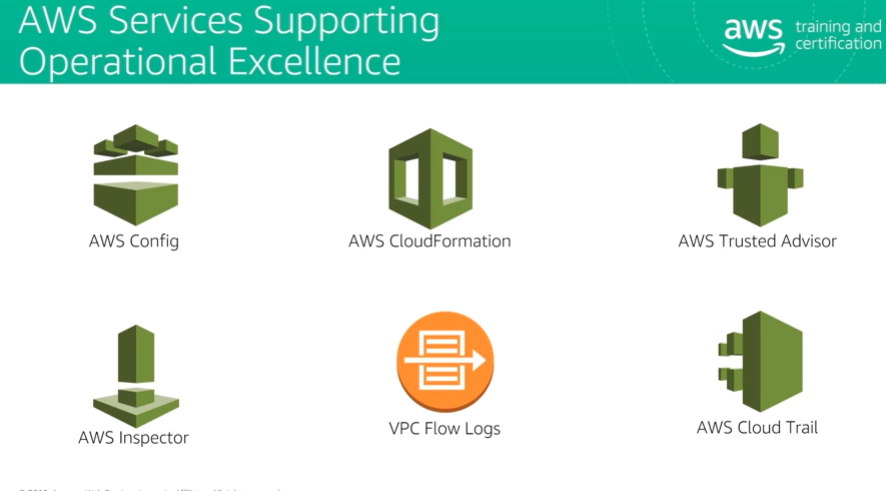 AWS Services Supporting
Operational Excellence
aws training and
certification
AWS Config
AWS CloudFormation
AWS Trusted Advisor
AWS Inspector
VPC Flow Logs
AWS Cloud Trail